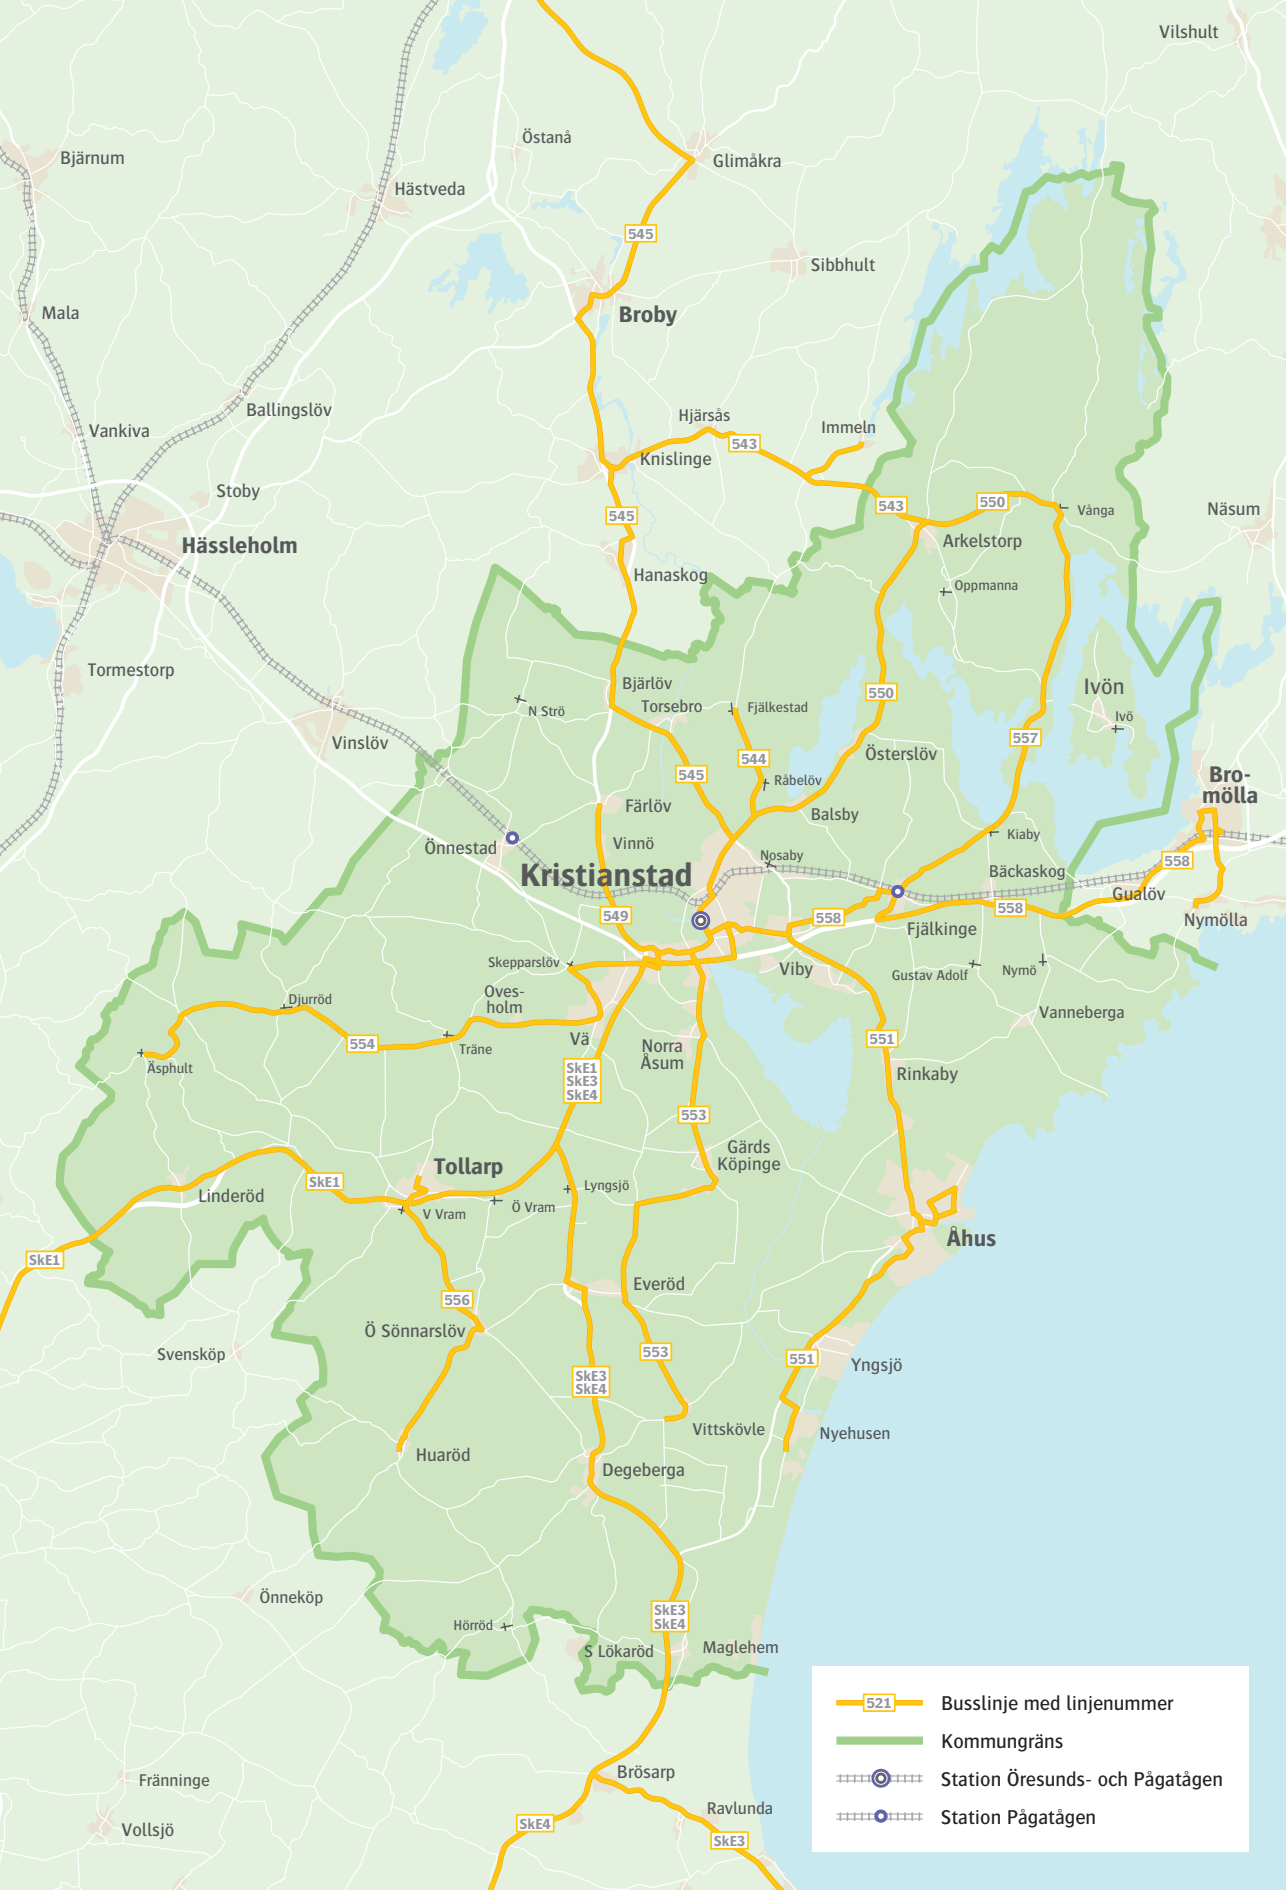 Vilshult
Östanå
Bjärnum
Glimåkra
Hästveda
545
Sibbhult
Mala
Broby
Ballingslöv
Hjärsås
Immeln
Vankiva
543
Knislinge
Stoby
543
550
Vånga
Näsum
545
Hässleholm
Arkelstorp
Hanaskog
Oppmanna
Tormestorp
Bjärlöv
Ivön
550
N Strö
Torsebro
Fjälkestad
Ivö
Vinslöv
557
Österslöv
544
545
Råbelöv
Bro-
mölla
Färlöv
Balsby
Kiaby
Önnestad
Vinnö
Nosaby
558
Kristianstad
Bäckaskog
Gualöv
549
558
558
Nymölla
Fjälkinge
Skepparslöv
Viby
Gustav Adolf
Nymö
Oves-
holm
Djurröd
Vanneberga
554
Träne
Vä
Norra
Åsum
551
Äsphult
SkE1
SkE3
SkE4
Rinkaby
553
Gärds
Köpinge
Tollarp
SkE1
Linderöd
Lyngsjö
V Vram
Ö Vram
Åhus
SkE1
Everöd
556
Ö Sönnarslöv
553
Svensköp
551
Yngsjö
SkE3
SkE4
Vittskövle
Nyehusen
Huaröd
Degeberga
Önneköp
SkE3
SkE4
Hörröd
S Lökaröd
Maglehem
521
Busslinje med linjenummer
Kommungräns
Station Öresunds- och Pågatågen
Station Pågatågen
Brösarp
Fränninge
Ravlunda
Vollsjö
SkE4
SkE3